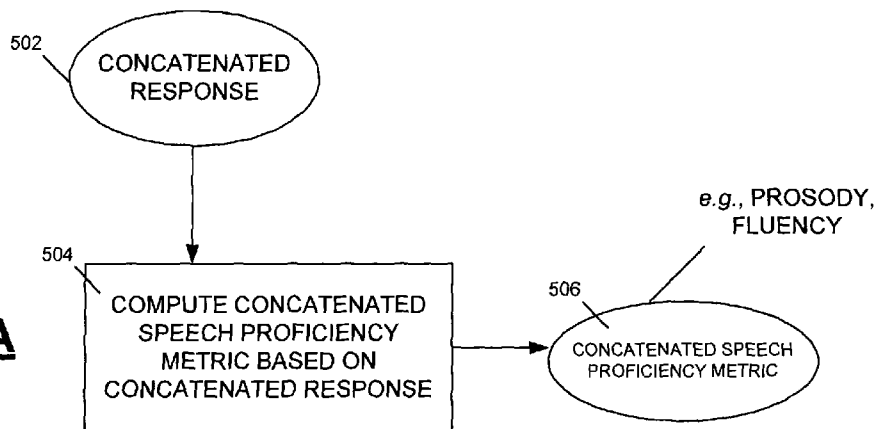 502
CONCATENATED
RESPONSE
e.g., PROSODY,
FLUENCY
504
COMPUTE CONCATENATED
SPEECH PROFICIENCY
METRIC BASED ON
CONCATENATED RESPONSE
506
CONCATENATED SPEECH
PROFICIENCY METRIC
A